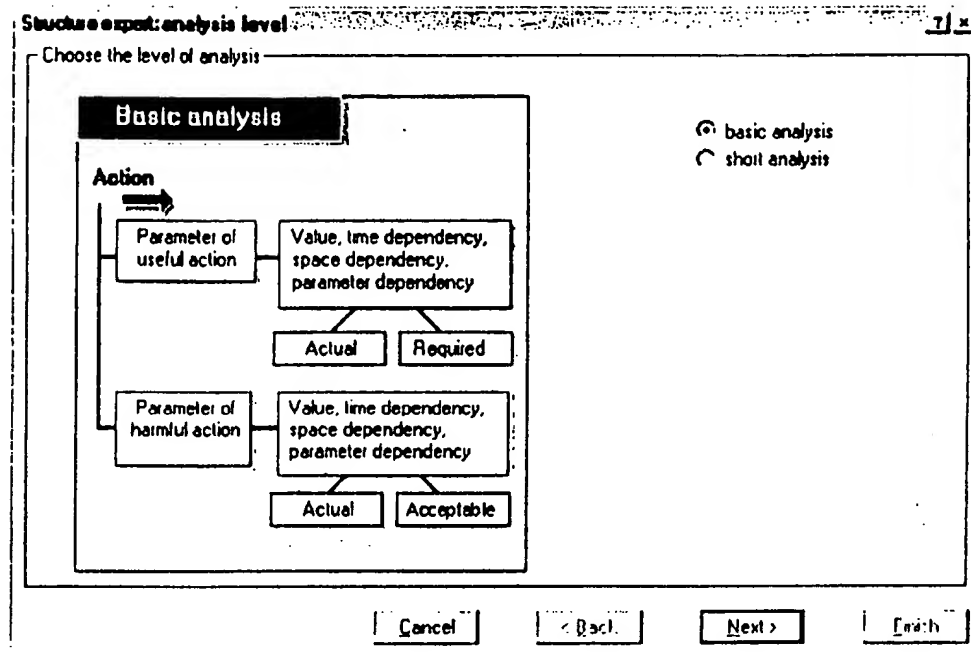 Structure expert: analysis level
? ×
Choose the level of analysis
Basic analysis
basic analysis
short analysis
Action
Parameter of
useful action
Value, time dependency,
space dependency,
parameter dependency
Actual
Required
Parameter of
harmful action
Value, time dependency,
space dependency,
parameter dependency
Actual
Acceptable
Cancel
< Back
Next >
Finish